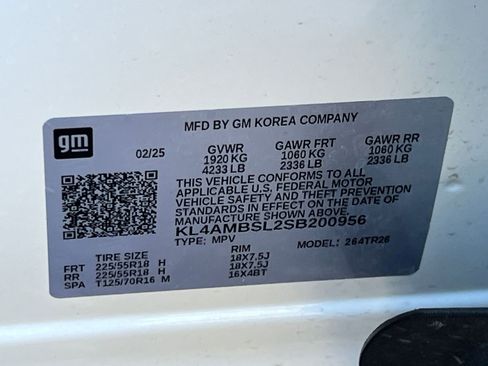 gm
MFD BY GM KOREA COMPANY
02/25 GVWR GAWR FRT GAWR RR
1920 KG 1060 KG 1060 KG
4233 LB 2336 LB 2336 LB
THIS VEHICLE CONFORMS TO ALL
APPLICABLE U.S. FEDERAL MOTOR
VEHICLE SAFETY AND THEFT PREVENTION
STANDARDS IN EFFECT ON THE DATE OF
MANUFACTURE SHOWN ABOVE.
KL4AMBSL2SB200956
TYPE: MPV MODEL: 264TR26
TIRE SIZE RIM
FRT 225/55R18 H 18X7.5J
RR 225/55R18 H 18X7.5J
SPA T125/70R16 M 16X4BT